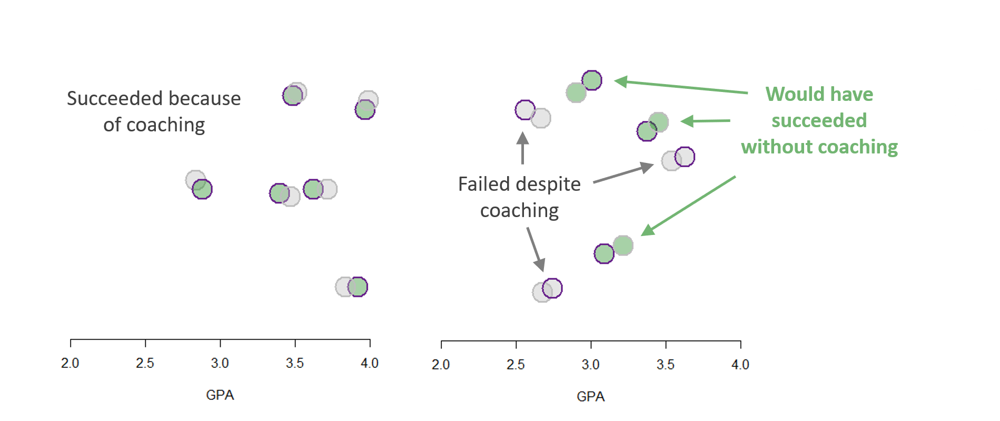 Succeeded because
of coaching
Would have
succeeded
without coaching
Failed despite
coaching
2.0 2.5 3.0 3.5 4.0
GPA
2.0 2.5 3.0 3.5 4.0
GPA